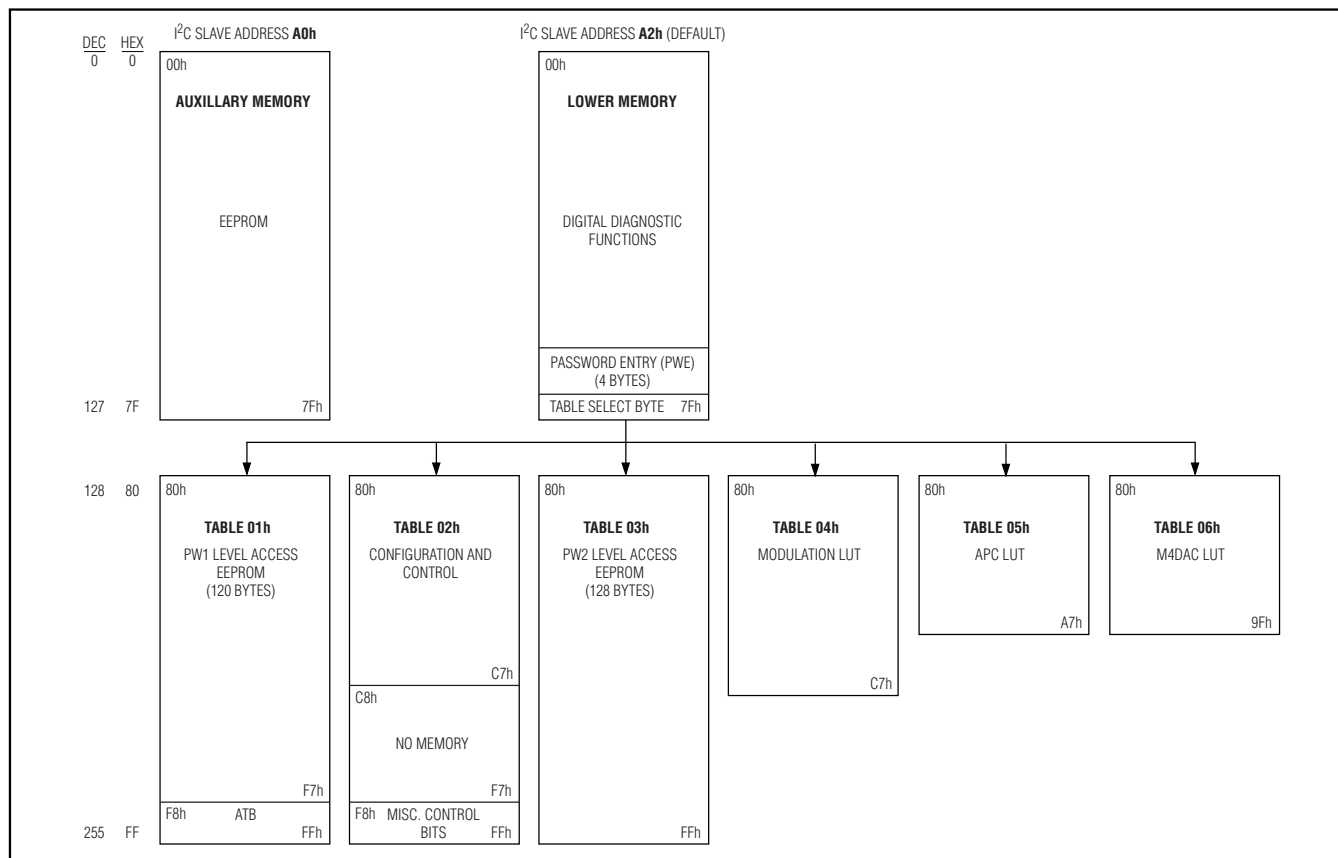 I²C SLAVE ADDRESS A0h
I²C SLAVE ADDRESS A2h (DEFAULT)
DEC HEX
0 0
00h
AUXILLARY MEMORY
EEPROM
127 7F
7Fh
00h
LOWER MEMORY
DIGITAL DIAGNOSTIC
FUNCTIONS
PASSWORD ENTRY (PWE)
(4 BYTES)
TABLE SELECT BYTE 7Fh
128 80
80h
TABLE 01h
PW1 LEVEL ACCESS
EEPROM
(120 BYTES)
F7h
F8h ATB
FFh
255 FF
80h
TABLE 02h
CONFIGURATION AND
CONTROL
C7h
C8h
NO MEMORY
F7h
F8h MISC. CONTROL
BITS FFh
80h
TABLE 03h
PW2 LEVEL ACCESS
EEPROM
(128 BYTES)
FFh
80h
TABLE 04h
MODULATION LUT
C7h
80h
TABLE 05h
APC LUT
A7h
80h
TABLE 06h
M4DAC LUT
9Fh